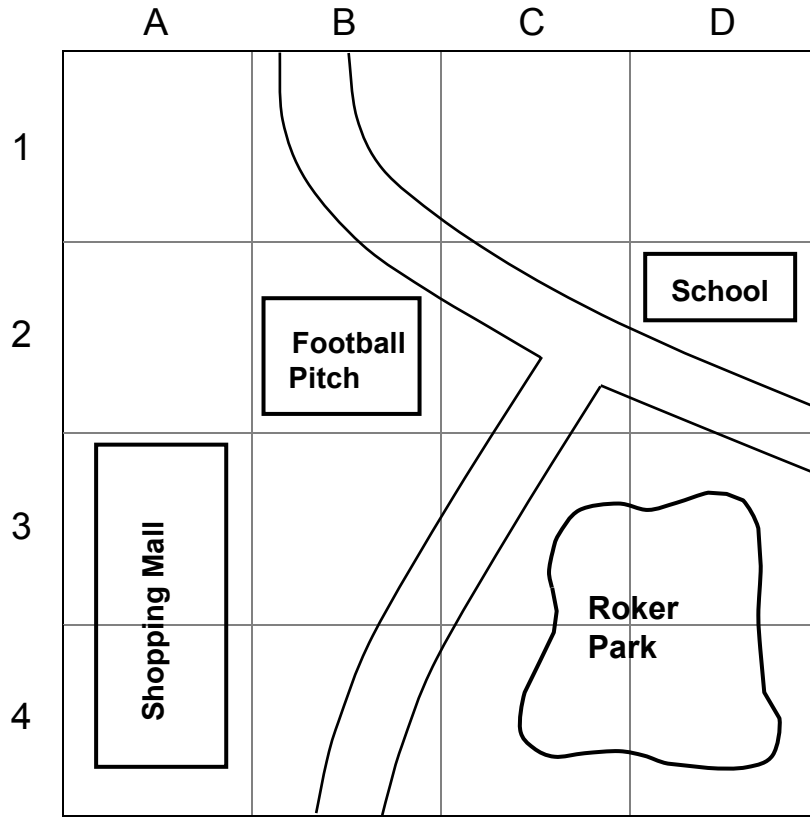 A B C D
1
2
3
4
School
Football
Pitch
Shopping Mall
Roker
Park